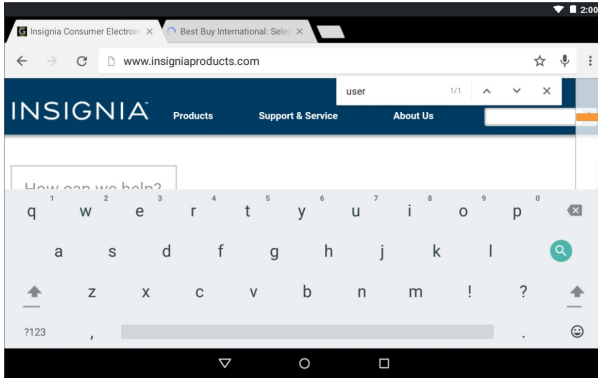 2:00
Insignia Consumer Electroni
Best Buy International: Selec
www.insigniaproducts.com
user 1/1
INSIGNIA
Products Support & Service About Us
How can we help?
1 2 3 4 5 6 7 8 9 0
q w e r t y u i o p
a s d f g h j k l
z x c v b n m ! ?
?123 , .